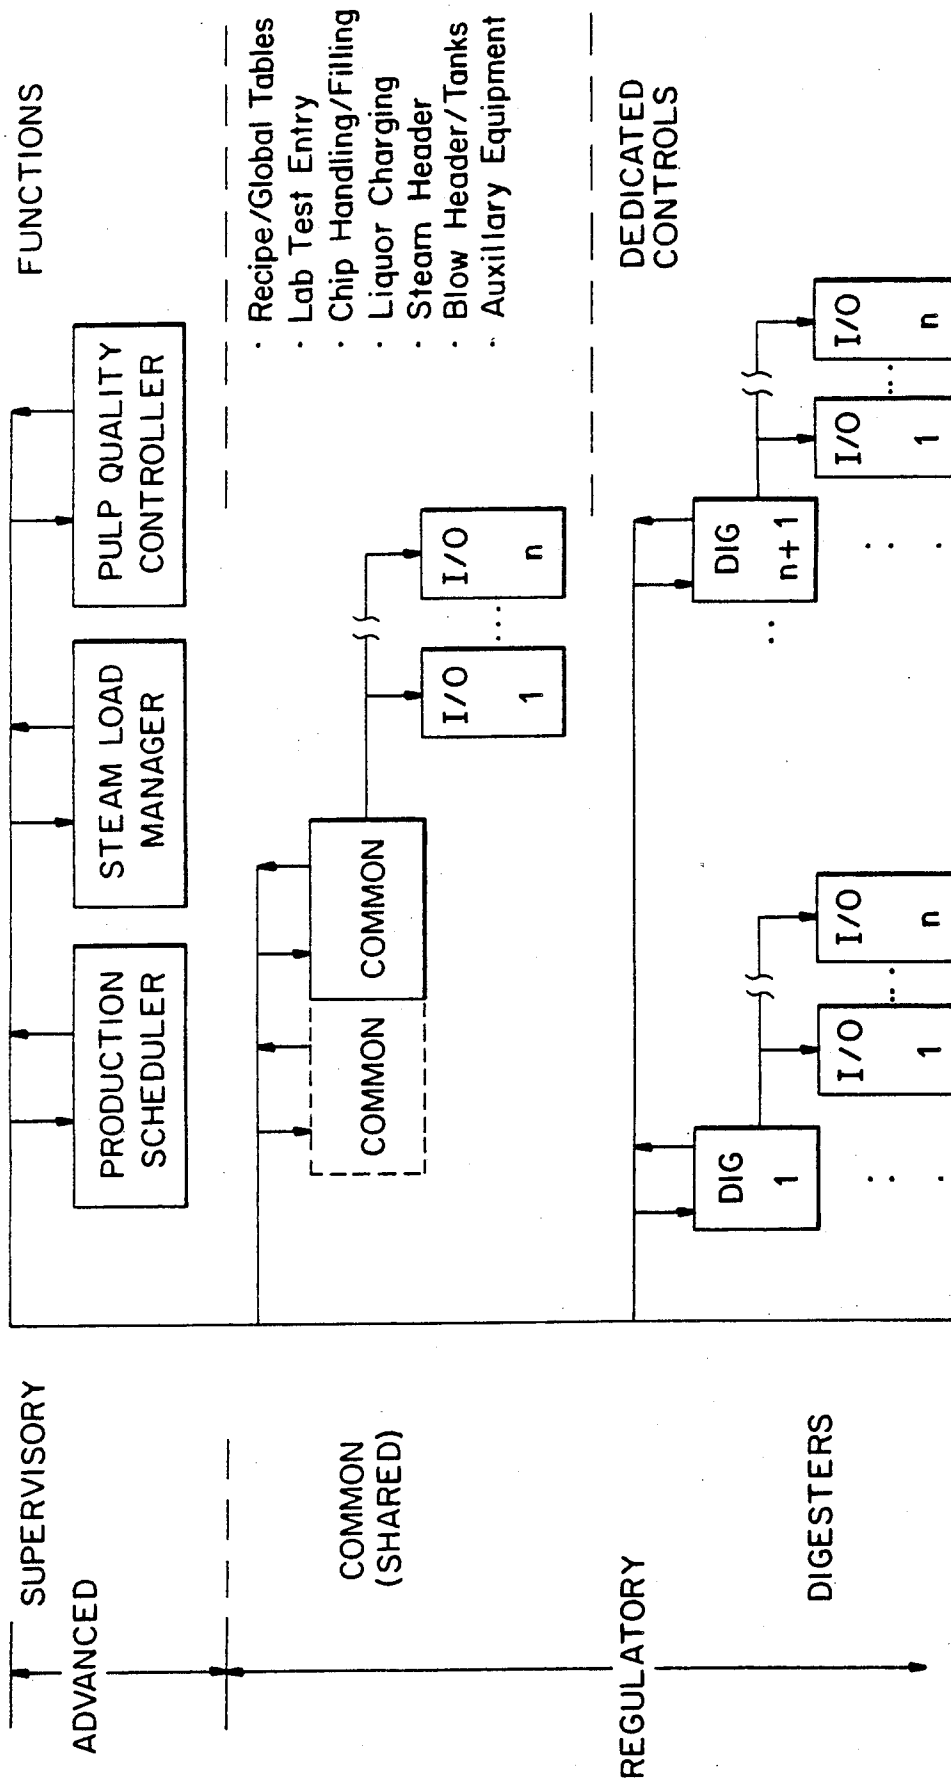 SUPERVISORY
FUNCTIONS
ADVANCED
PRODUCTION
SCHEDULER
STEAM LOAD
MANAGER
PULP QUALITY
CONTROLLER
COMMON
(SHARED)
COMMON
COMMON
I/O
1
....
I/O
n
· Recipe/Global Tables
· Lab Test Entry
· Chip Handling/Filling
· Liquor Charging
· Steam Header
· Blow Header/Tanks
· Auxillary Equipment
REGULATORY
DIGESTERS
DIG
1
I/O
1
...
I/O
n
..
DIG
n+1
I/O
1
...
I/O
n
DEDICATED
CONTROLS